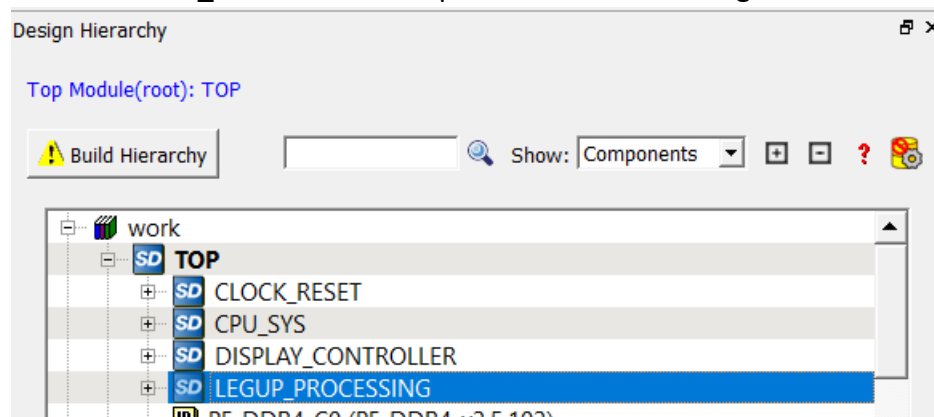 Design Hierarchy
Top Module(root): TOP
Build Hierarchy Show: Components
work
SD TOP
SD CLOCK_RESET
SD CPU_SYS
SD DISPLAY_CONTROLLER
SD LEGUP_PROCESSING